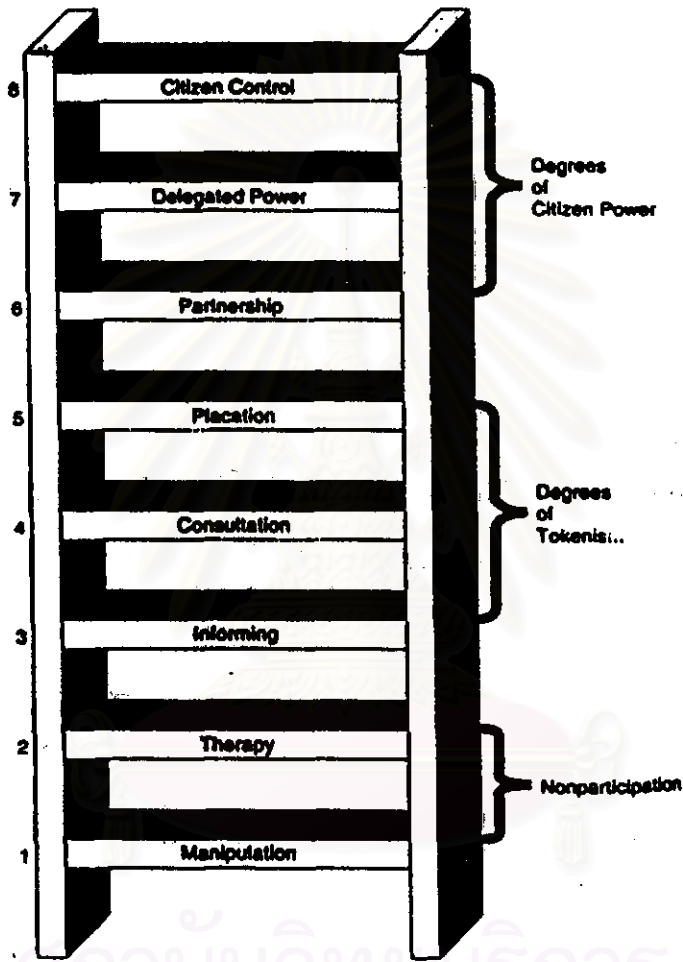 8 Citizen Control
7 Delegated Power
6 Partnership
Degrees
of
Citizen Power
5 Placation
4 Consultation
3 Informing
Degrees
of
2 Therapy
1 Manipulation
Nonparticipation